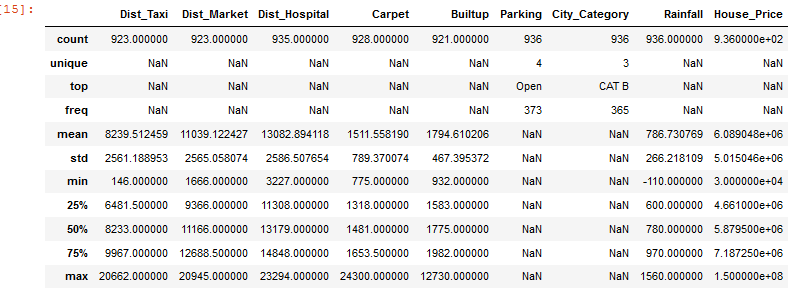 [15]:
Dist_Taxi Dist_Market Dist_Hospital Carpet Builtup Parking City_Category Rainfall House_Price
count 923.000000 923.000000 935.000000 928.000000 921.000000 936 936 936.000000 9.360000e+02
unique NaN NaN NaN NaN NaN 4 3 NaN NaN
top NaN NaN NaN NaN NaN Open CAT B NaN NaN
freq NaN NaN NaN NaN NaN 373 365 NaN NaN
mean 8239.512459 11039.122427 13082.894118 1511.558190 1794.610206 NaN NaN 786.730769 6.089048e+06
std 2561.188953 2565.058074 2586.507654 789.370074 467.395372 NaN NaN 266.218109 5.015046e+06
min 146.000000 1666.000000 3227.000000 775.000000 932.000000 NaN NaN -110.000000 3.000000e+04
25% 6481.500000 9366.000000 11308.000000 1318.000000 1583.000000 NaN NaN 600.000000 4.661000e+06
50% 8233.000000 11166.000000 13179.000000 1481.000000 1775.000000 NaN NaN 780.000000 5.879500e+06
75% 9967.000000 12688.500000 14848.000000 1653.500000 1982.000000 NaN NaN 970.000000 7.187250e+06
max 20662.000000 20945.000000 23294.000000 24300.000000 12730.000000 NaN NaN 1560.000000 1.500000e+08